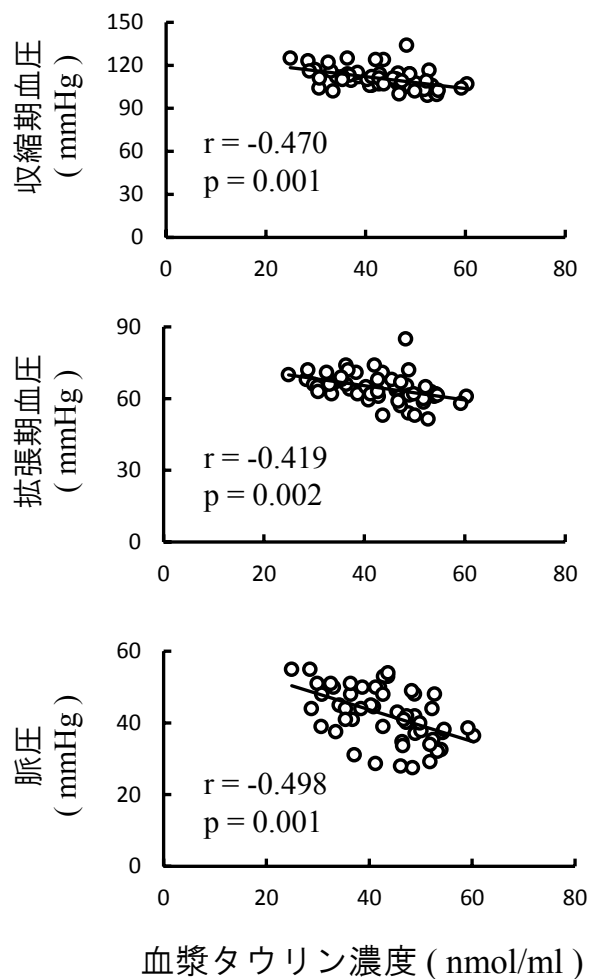 収縮期血圧
( mmHg)
150
120
90
60
30
0
r = -0.470
p = 0.001
0 20 40 60 80
拡張期血圧
( mmHg)
90
60
30
0
r = -0.419
p = 0.002
0 20 40 60 80
脈圧
( mmHg)
60
40
20
0
r = -0.498
p = 0.001
0 20 40 60 80
血漿タウリン濃度 ( nmol/ml )